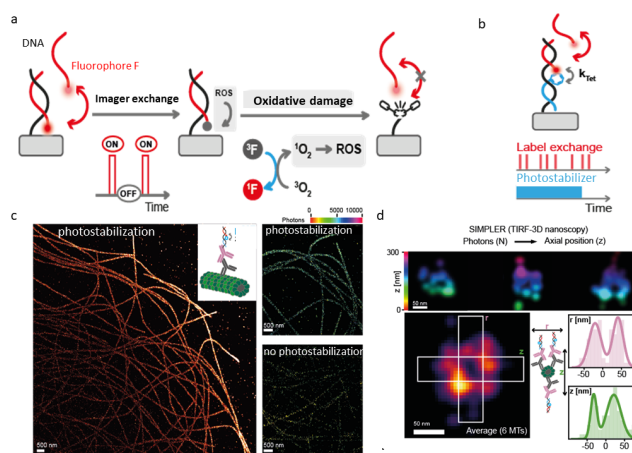 a
DNA
Fluorophore F
Imager exchange
ROS
Oxidative damage
ON
ON
OFF
Time
³F
¹F
¹O₂
ROS
³O₂
b
kTet
Label exchange
Photostabilizer
Time
c
Photons
0
5000
10000
photostabilization
500 nm
photostabilization
500 nm
no photostabilization
500 nm
d
SIMPLER (TIRF-3D nanoscopy)
Photons (N)
Axial position (z)
300
z [nm]
0
50 nm
r
z
50 nm
Average (6 MTs)
r
z
r [nm]
-50 0 50
z [nm]
-50 0 50